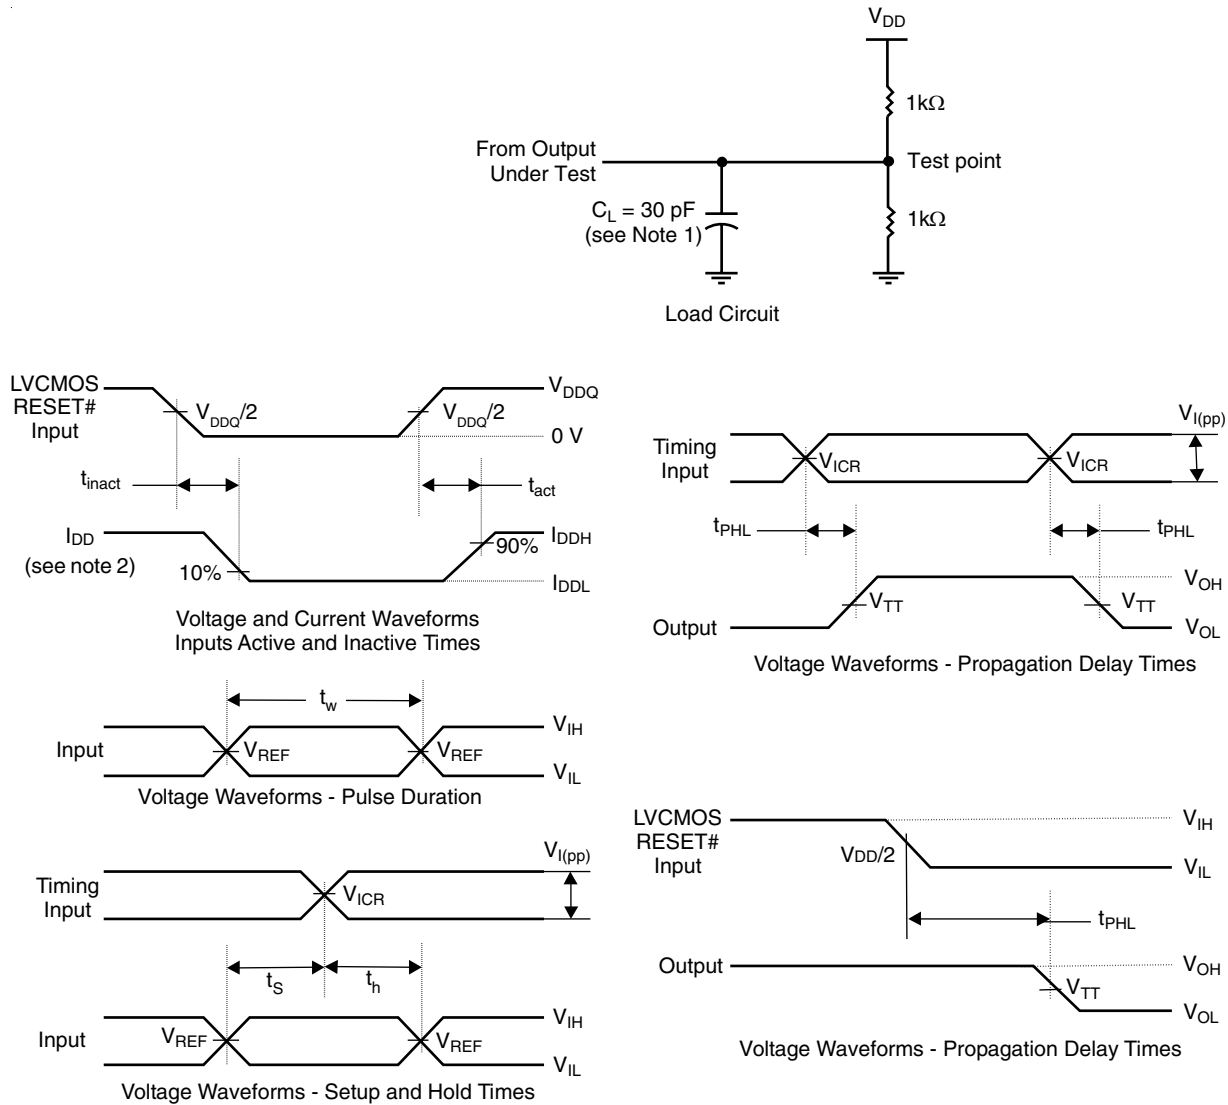 VDD
1kΩ
From Output
Under Test
Test point
CL = 30 pF
(see Note 1)
1kΩ
Load Circuit
LVCMOS
RESET#
Input
VDDQ/2
VDDQ/2
VDDQ
0 V
tinact
tact
IDD
(see note 2)
10%
90%
IDDH
IDDL
Voltage and Current Waveforms
Inputs Active and Inactive Times
tw
Input
VREF
VREF
VIH
VIL
Voltage Waveforms - Pulse Duration
Timing
Input
VICR
VI(pp)
tS
th
Input
VREF
VREF
VIH
VIL
Voltage Waveforms - Setup and Hold Times
Timing
Input
VICR
VICR
VI(pp)
tPHL
tPHL
Output
VTT
VTT
VOH
VOL
Voltage Waveforms - Propagation Delay Times
LVCMOS
RESET#
Input
VDD/2
VIH
VIL
tPHL
Output
VTT
VOH
VOL
Voltage Waveforms - Propagation Delay Times